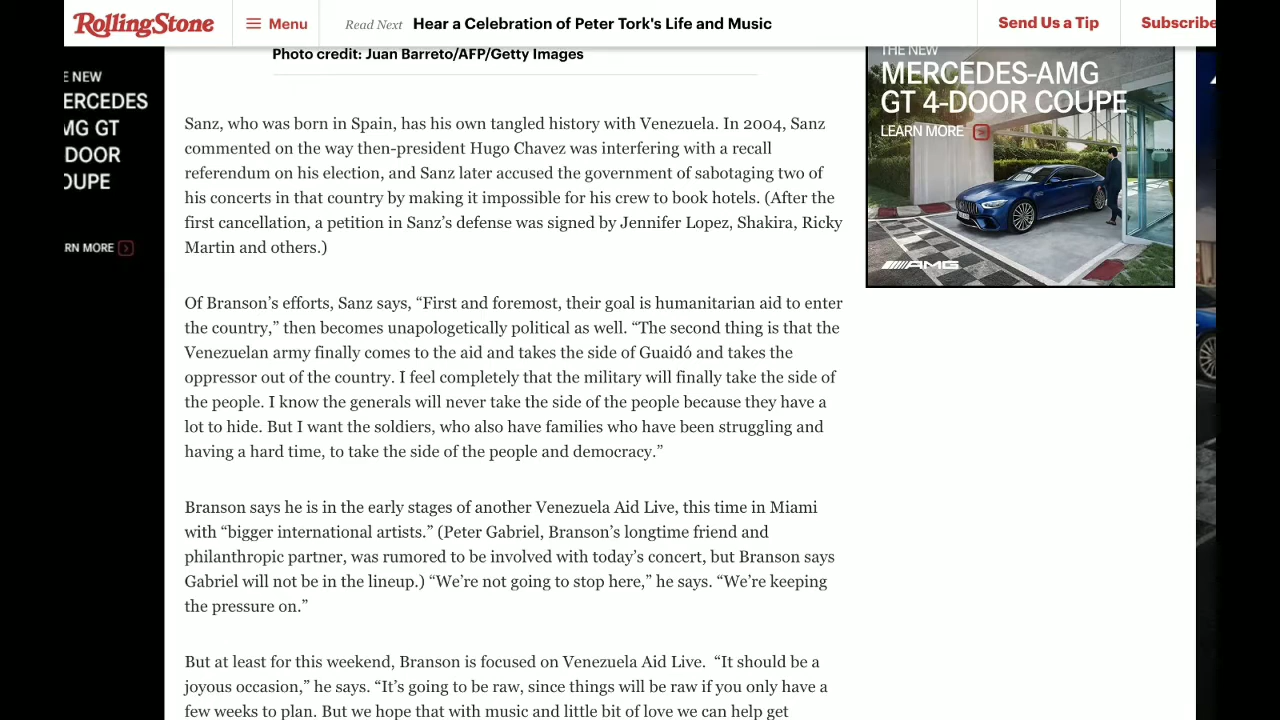 RollingStone
Menu
Read Next Hear a Celebration of Peter Tork's Life and Music
Send Us a Tip
Subscribe
Photo credit: Juan Barreto/AFP/Getty Images
E NEW
ERCEDES
MG GT
DOOR
OUPE
RN MORE
THE NEW
MERCEDES-AMG
GT 4-DOOR COUPE
LEARN MORE
AMG
Sanz, who was born in Spain, has his own tangled history with Venezuela. In 2004, Sanz
commented on the way then-president Hugo Chavez was interfering with a recall
referendum on his election, and Sanz later accused the government of sabotaging two of
his concerts in that country by making it impossible for his crew to book hotels. (After the
first cancellation, a petition in Sanz’s defense was signed by Jennifer Lopez, Shakira, Ricky
Martin and others.)
Of Branson’s efforts, Sanz says, “First and foremost, their goal is humanitarian aid to enter
the country,” then becomes unapologetically political as well. “The second thing is that the
Venezuelan army finally comes to the aid and takes the side of Guaidó and takes the
oppressor out of the country. I feel completely that the military will finally take the side of
the people. I know the generals will never take the side of the people because they have a
lot to hide. But I want the soldiers, who also have families who have been struggling and
having a hard time, to take the side of the people and democracy.”
Branson says he is in the early stages of another Venezuela Aid Live, this time in Miami
with “bigger international artists.” (Peter Gabriel, Branson’s longtime friend and
philanthropic partner, was rumored to be involved with today’s concert, but Branson says
Gabriel will not be in the lineup.) “We’re not going to stop here,” he says. “We’re keeping
the pressure on.”
But at least for this weekend, Branson is focused on Venezuela Aid Live.  “It should be a
joyous occasion,” he says. “It’s going to be raw, since things will be raw if you only have a
few weeks to plan. But we hope that with music and little bit of love we can help get